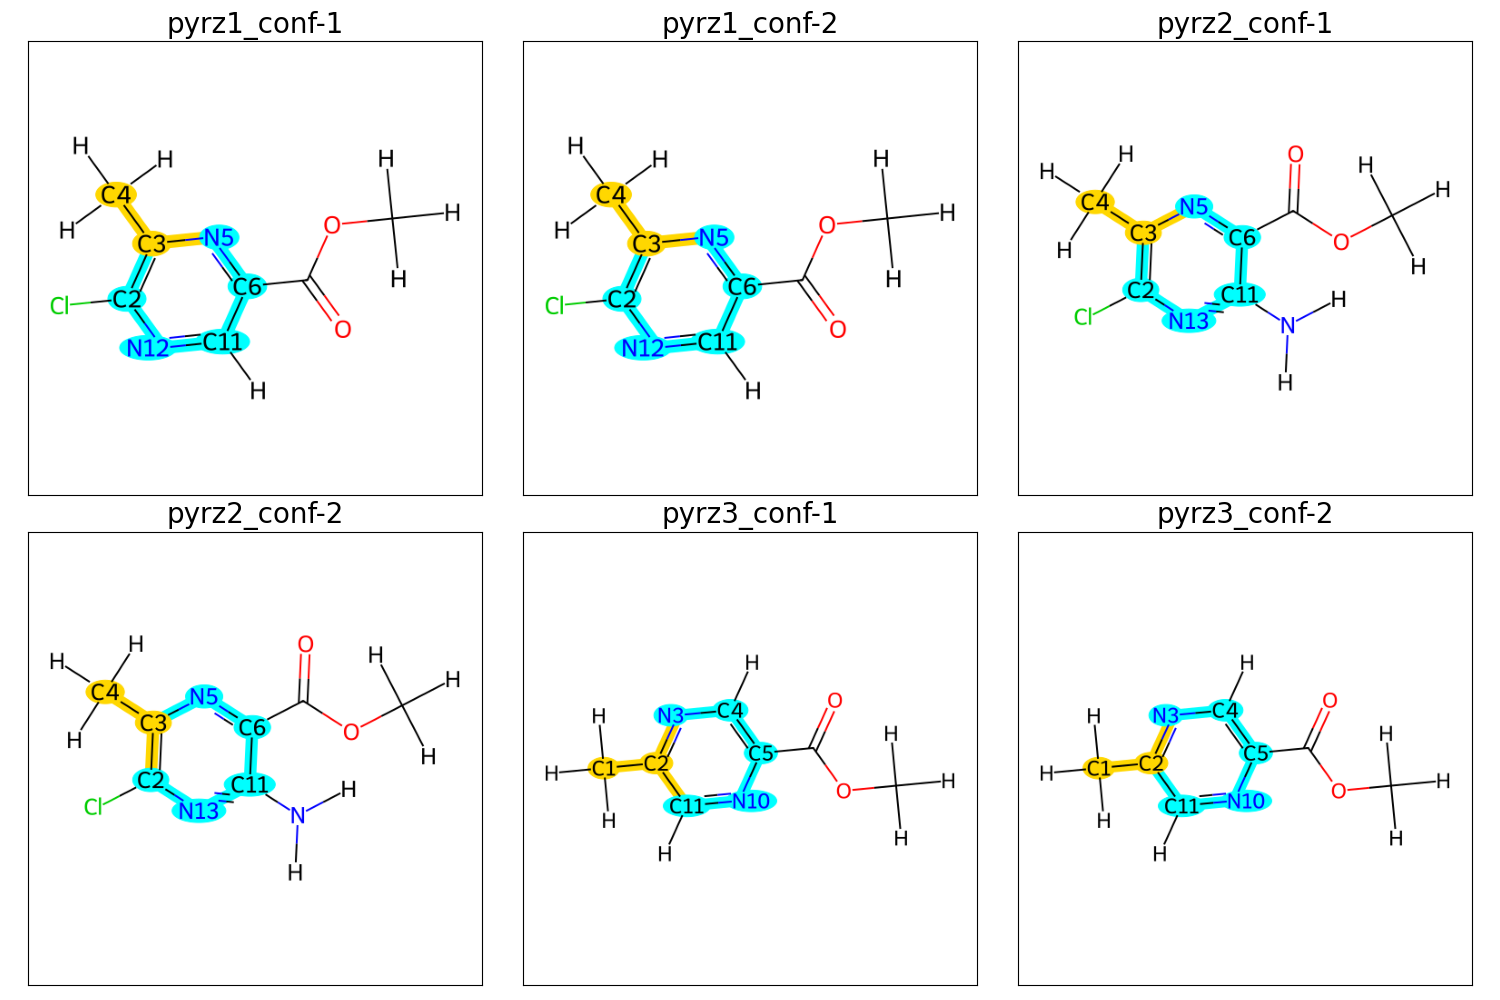 pyrz1_conf-1
H H
C4
H
C3 N5
O H
C6
Cl C2 H
O
N12 C11
H
pyrz1_conf-2
H H
C4
H
C3 N5
O H
C6
Cl C2 H
O
N12 C11
H
pyrz2_conf-1
H O
H H H
C4 N5
C3 C6 O
H H
C2 C11
Cl N13 N H
H
pyrz2_conf-2
H O
H H H
C4 N5
C3 C6 O
H H
C2 C11
Cl N13 N H
H
pyrz3_conf-1
H
H N3 C4 O
H
C5
H C1 C2 H
O
H C11 N10
H
H
pyrz3_conf-2
H
H N3 C4 O
H
C5
H C1 C2 H
O
H C11 N10
H
H